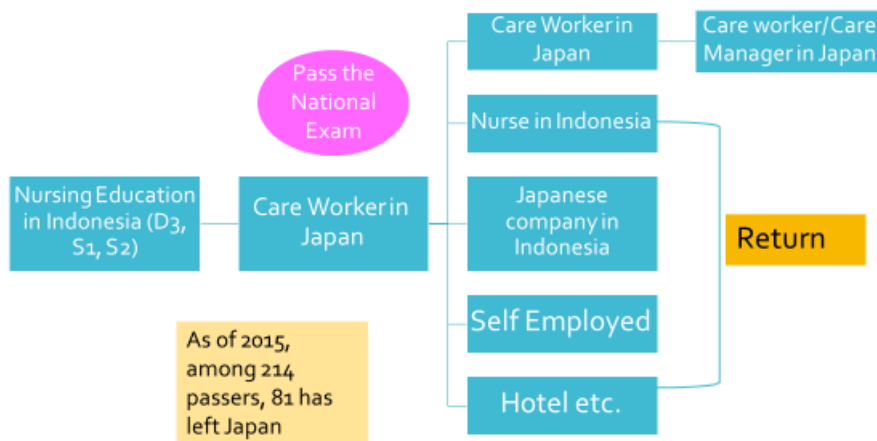 Care Worker in
Japan
Care worker/Care
Manager in Japan
Pass the
National
Exam
Nurse in Indonesia
Nursing Education
in Indonesia (D3,
S1, S2)
Care Worker in
Japan
Japanese
company in
Indonesia
Return
Self Employed
As of 2015,
among 214
passers, 81 has
left Japan
Hotel etc.